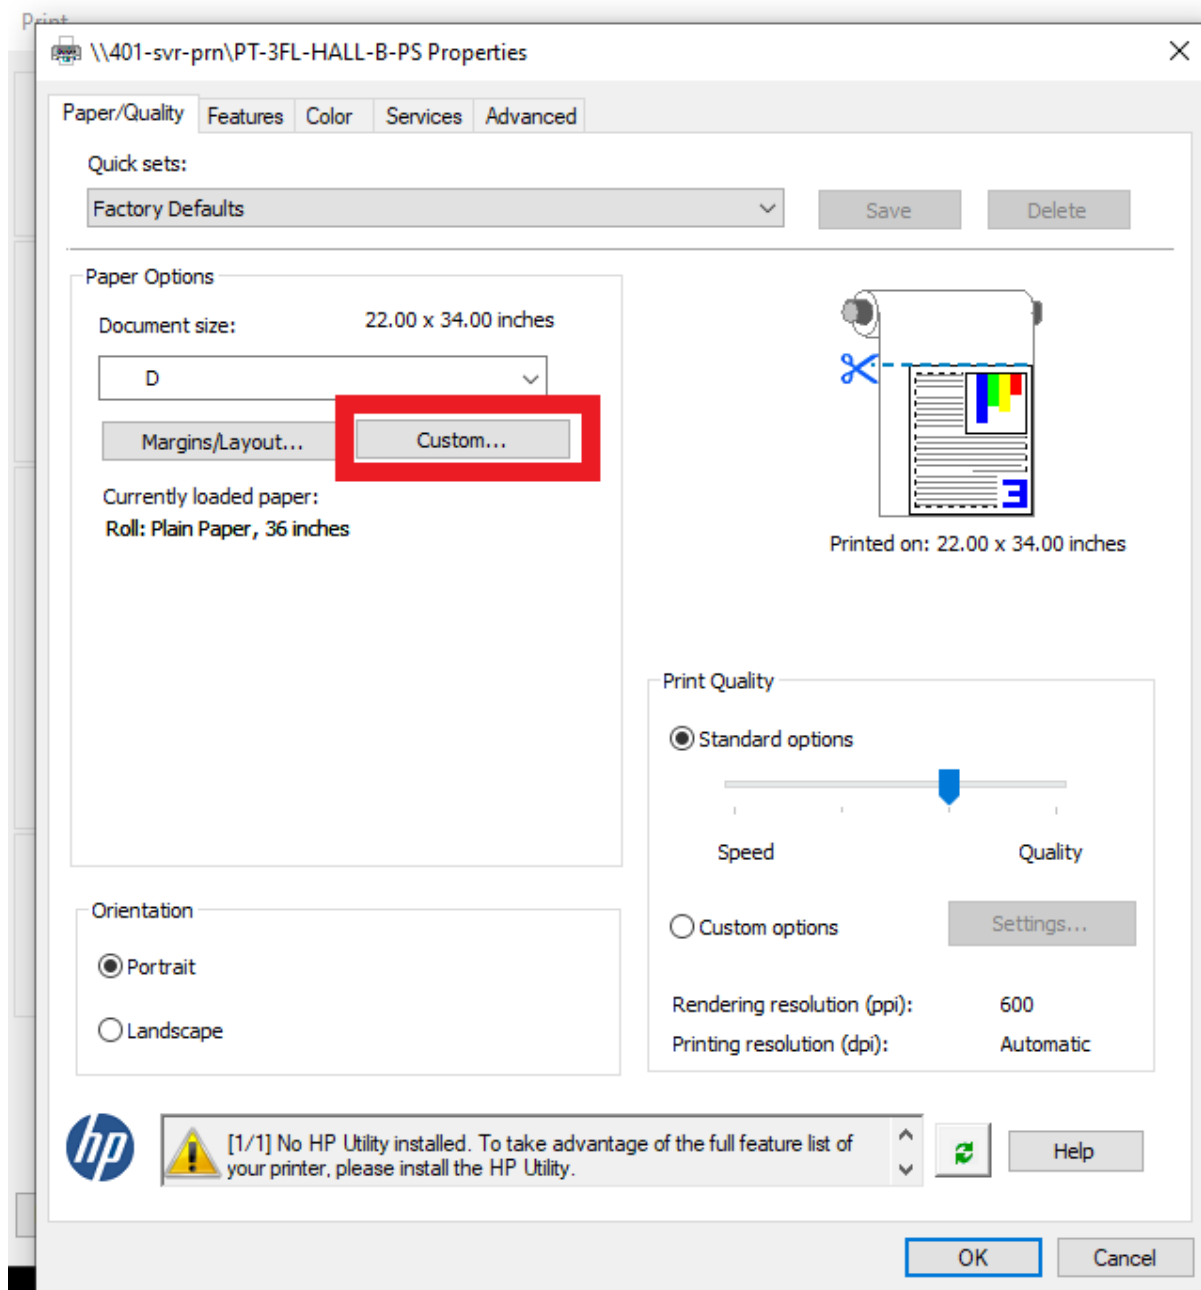 Print
\\401-svr-prn\PT-3FL-HALL-B-PS Properties
Paper/Quality Features Color Services Advanced
Quick sets:
Factory Defaults Save Delete
Paper Options
Document size: 22.00 x 34.00 inches
D
Margins/Layout... Custom...
Currently loaded paper:
Roll: Plain Paper, 36 inches
3
Printed on: 22.00 x 34.00 inches
Print Quality
Standard options
Speed Quality
Custom options Settings...
Rendering resolution (ppi): 600
Printing resolution (dpi): Automatic
Orientation
Portrait
Landscape
hp
[1/1] No HP Utility installed. To take advantage of the full feature list of
your printer, please install the HP Utility.
Help
OK Cancel